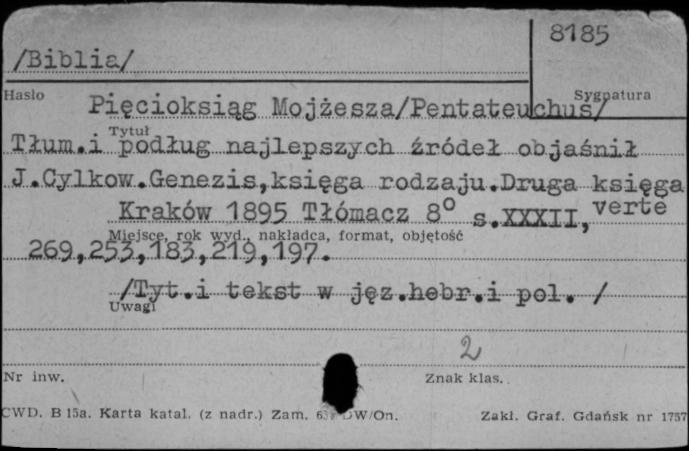 8185
/Biblia/
Hasło
Sygnatura
Pięcioksiąg Mojżesza/Pentateuchus/
Tytuł
Tłum.i podług najlepszych źródeł objaśnił
J.Cylkow.Genezis,księga rodzaju.Druga księga
verte
Kraków 1895 Tłómacz 8° s.XXXII,
Miejsce, rok wyd., nakładca, format, objętość
269,253,183,219,197.
/Tyt.i tekst w jęz.hebr.i pol. /
Uwagi
2
Nr inw.
Znak klas.
CWD. B 15a. Karta katal. (z nadr.) Zam. DW/On.
Zakł. Graf. Gdańsk nr 1757